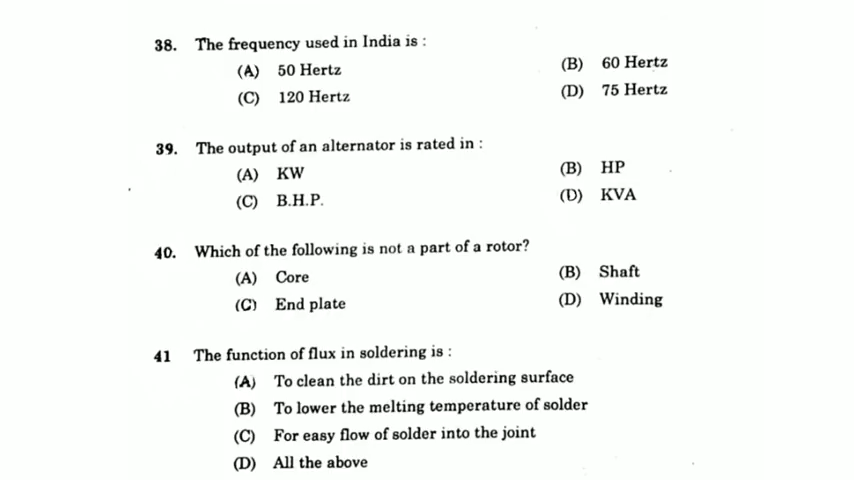 38. The frequency used in India is :
(A) 50 Hertz (B) 60 Hertz
(C) 120 Hertz (D) 75 Hertz
39. The output of an alternator is rated in :
(A) KW (B) HP
(C) B.H.P. (D) KVA
40. Which of the following is not a part of a rotor?
(A) Core (B) Shaft
(C) End plate (D) Winding
41 The function of flux in soldering is :
(A) To clean the dirt on the soldering surface
(B) To lower the melting temperature of solder
(C) For easy flow of solder into the joint
(D) All the above